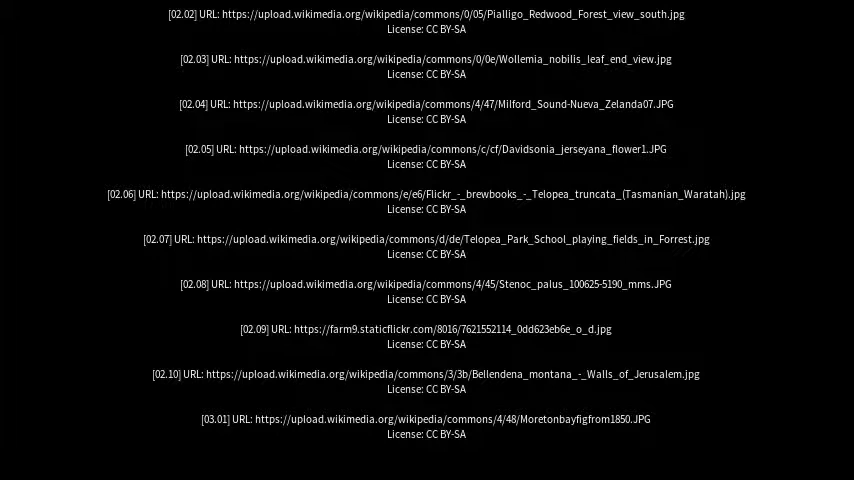 [02.02] URL: https://upload.wikimedia.org/wikipedia/commons/0/05/Pialligo_Redwood_Forest_view_south.jpg
License: CC BY-SA
[02.03] URL: https://upload.wikimedia.org/wikipedia/commons/0/0e/Wollemia_nobilis_leaf_end_view.jpg
License: CC BY-SA
[02.04] URL: https://upload.wikimedia.org/wikipedia/commons/4/47/Milford_Sound-Nueva_Zelanda07.JPG
License: CC BY-SA
[02.05] URL: https://upload.wikimedia.org/wikipedia/commons/c/cf/Davidsonia_jerseyana_flower1.JPG
License: CC BY-SA
[02.06] URL: https://upload.wikimedia.org/wikipedia/commons/e/e6/Flickr_-_brewbooks_-_Telopea_truncata_(Tasmanian_Waratah).jpg
License: CC BY-SA
[02.07] URL: https://upload.wikimedia.org/wikipedia/commons/d/de/Telopea_Park_School_playing_fields_in_Forrest.jpg
License: CC BY-SA
[02.08] URL: https://upload.wikimedia.org/wikipedia/commons/4/45/Stenoc_palus_100625-5190_mms.JPG
License: CC BY-SA
[02.09] URL: https://farm9.staticflickr.com/8016/7621552114_0dd623eb6e_o_d.jpg
License: CC BY-SA
[02.10] URL: https://upload.wikimedia.org/wikipedia/commons/3/3b/Bellendena_montana_-_Walls_of_Jerusalem.jpg
License: CC BY-SA
[03.01] URL: https://upload.wikimedia.org/wikipedia/commons/4/48/Moretonbayfigfrom1850.JPG
License: CC BY-SA